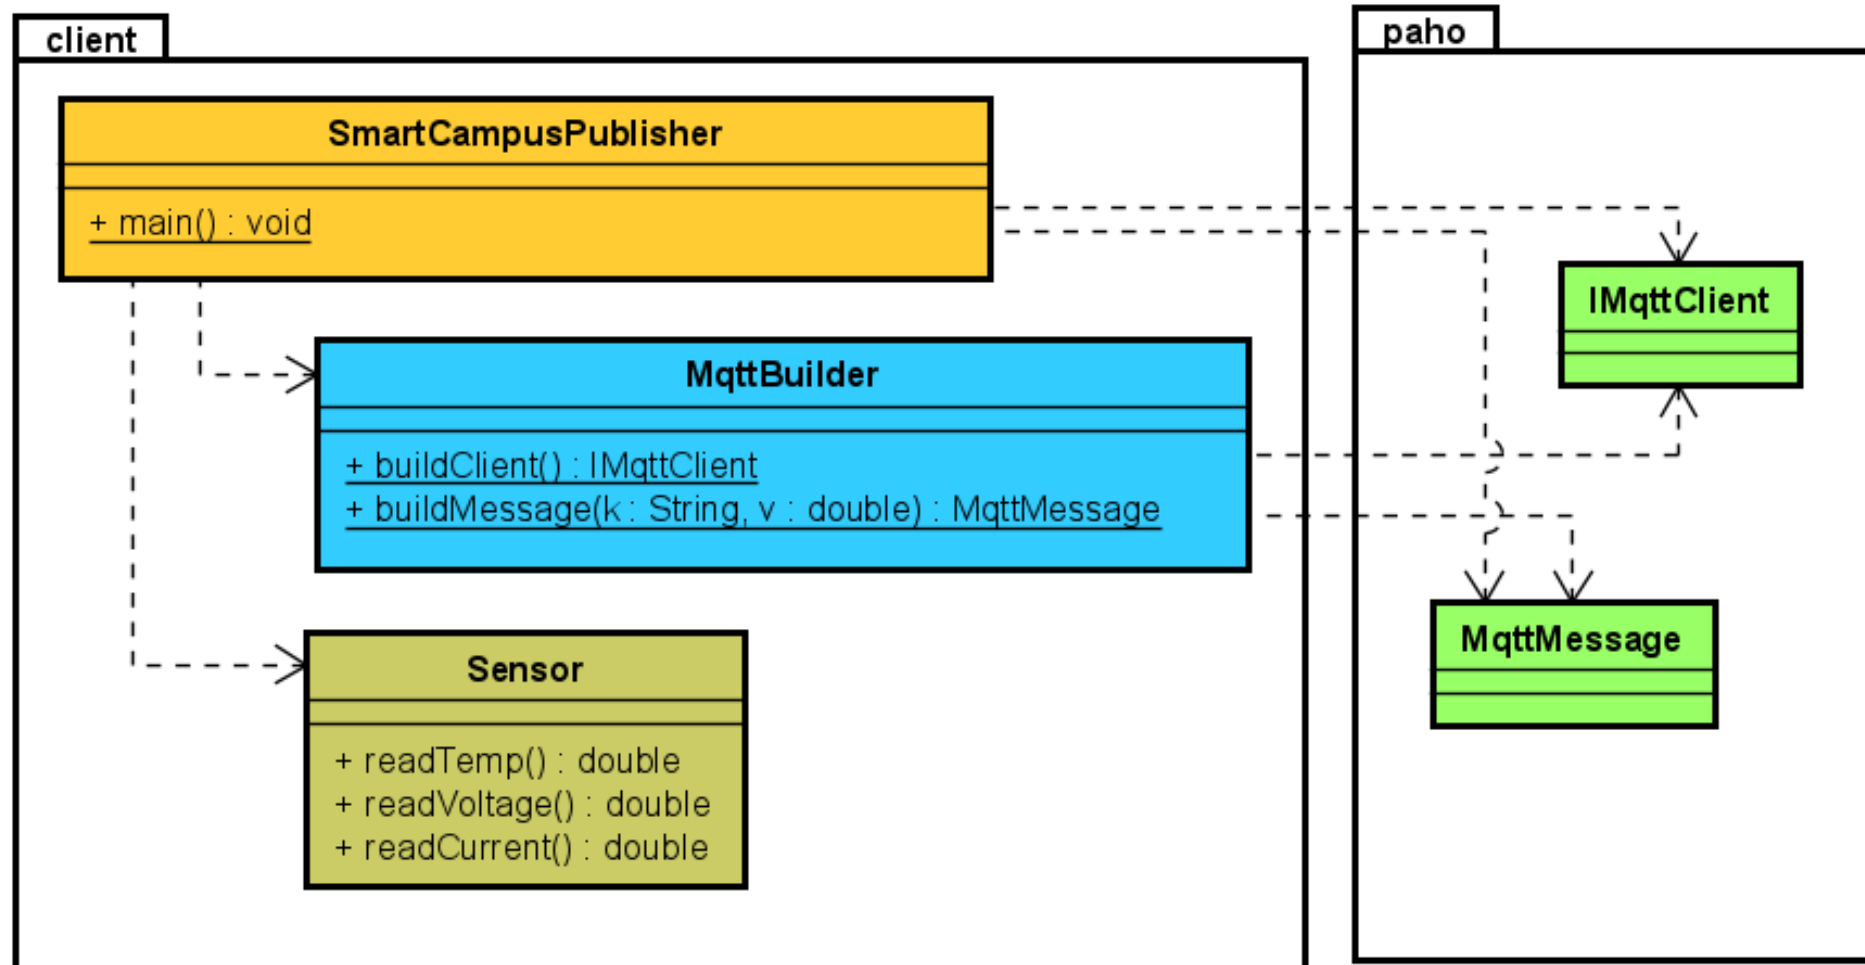 client
SmartCampusPublisher
+ main() : void
MqttBuilder
+ buildClient() : IMqttClient
+ buildMessage(k : String, v : double) : MqttMessage
Sensor
+ readTemp() : double
+ readVoltage() : double
+ readCurrent() : double
paho
IMqttClient
MqttMessage